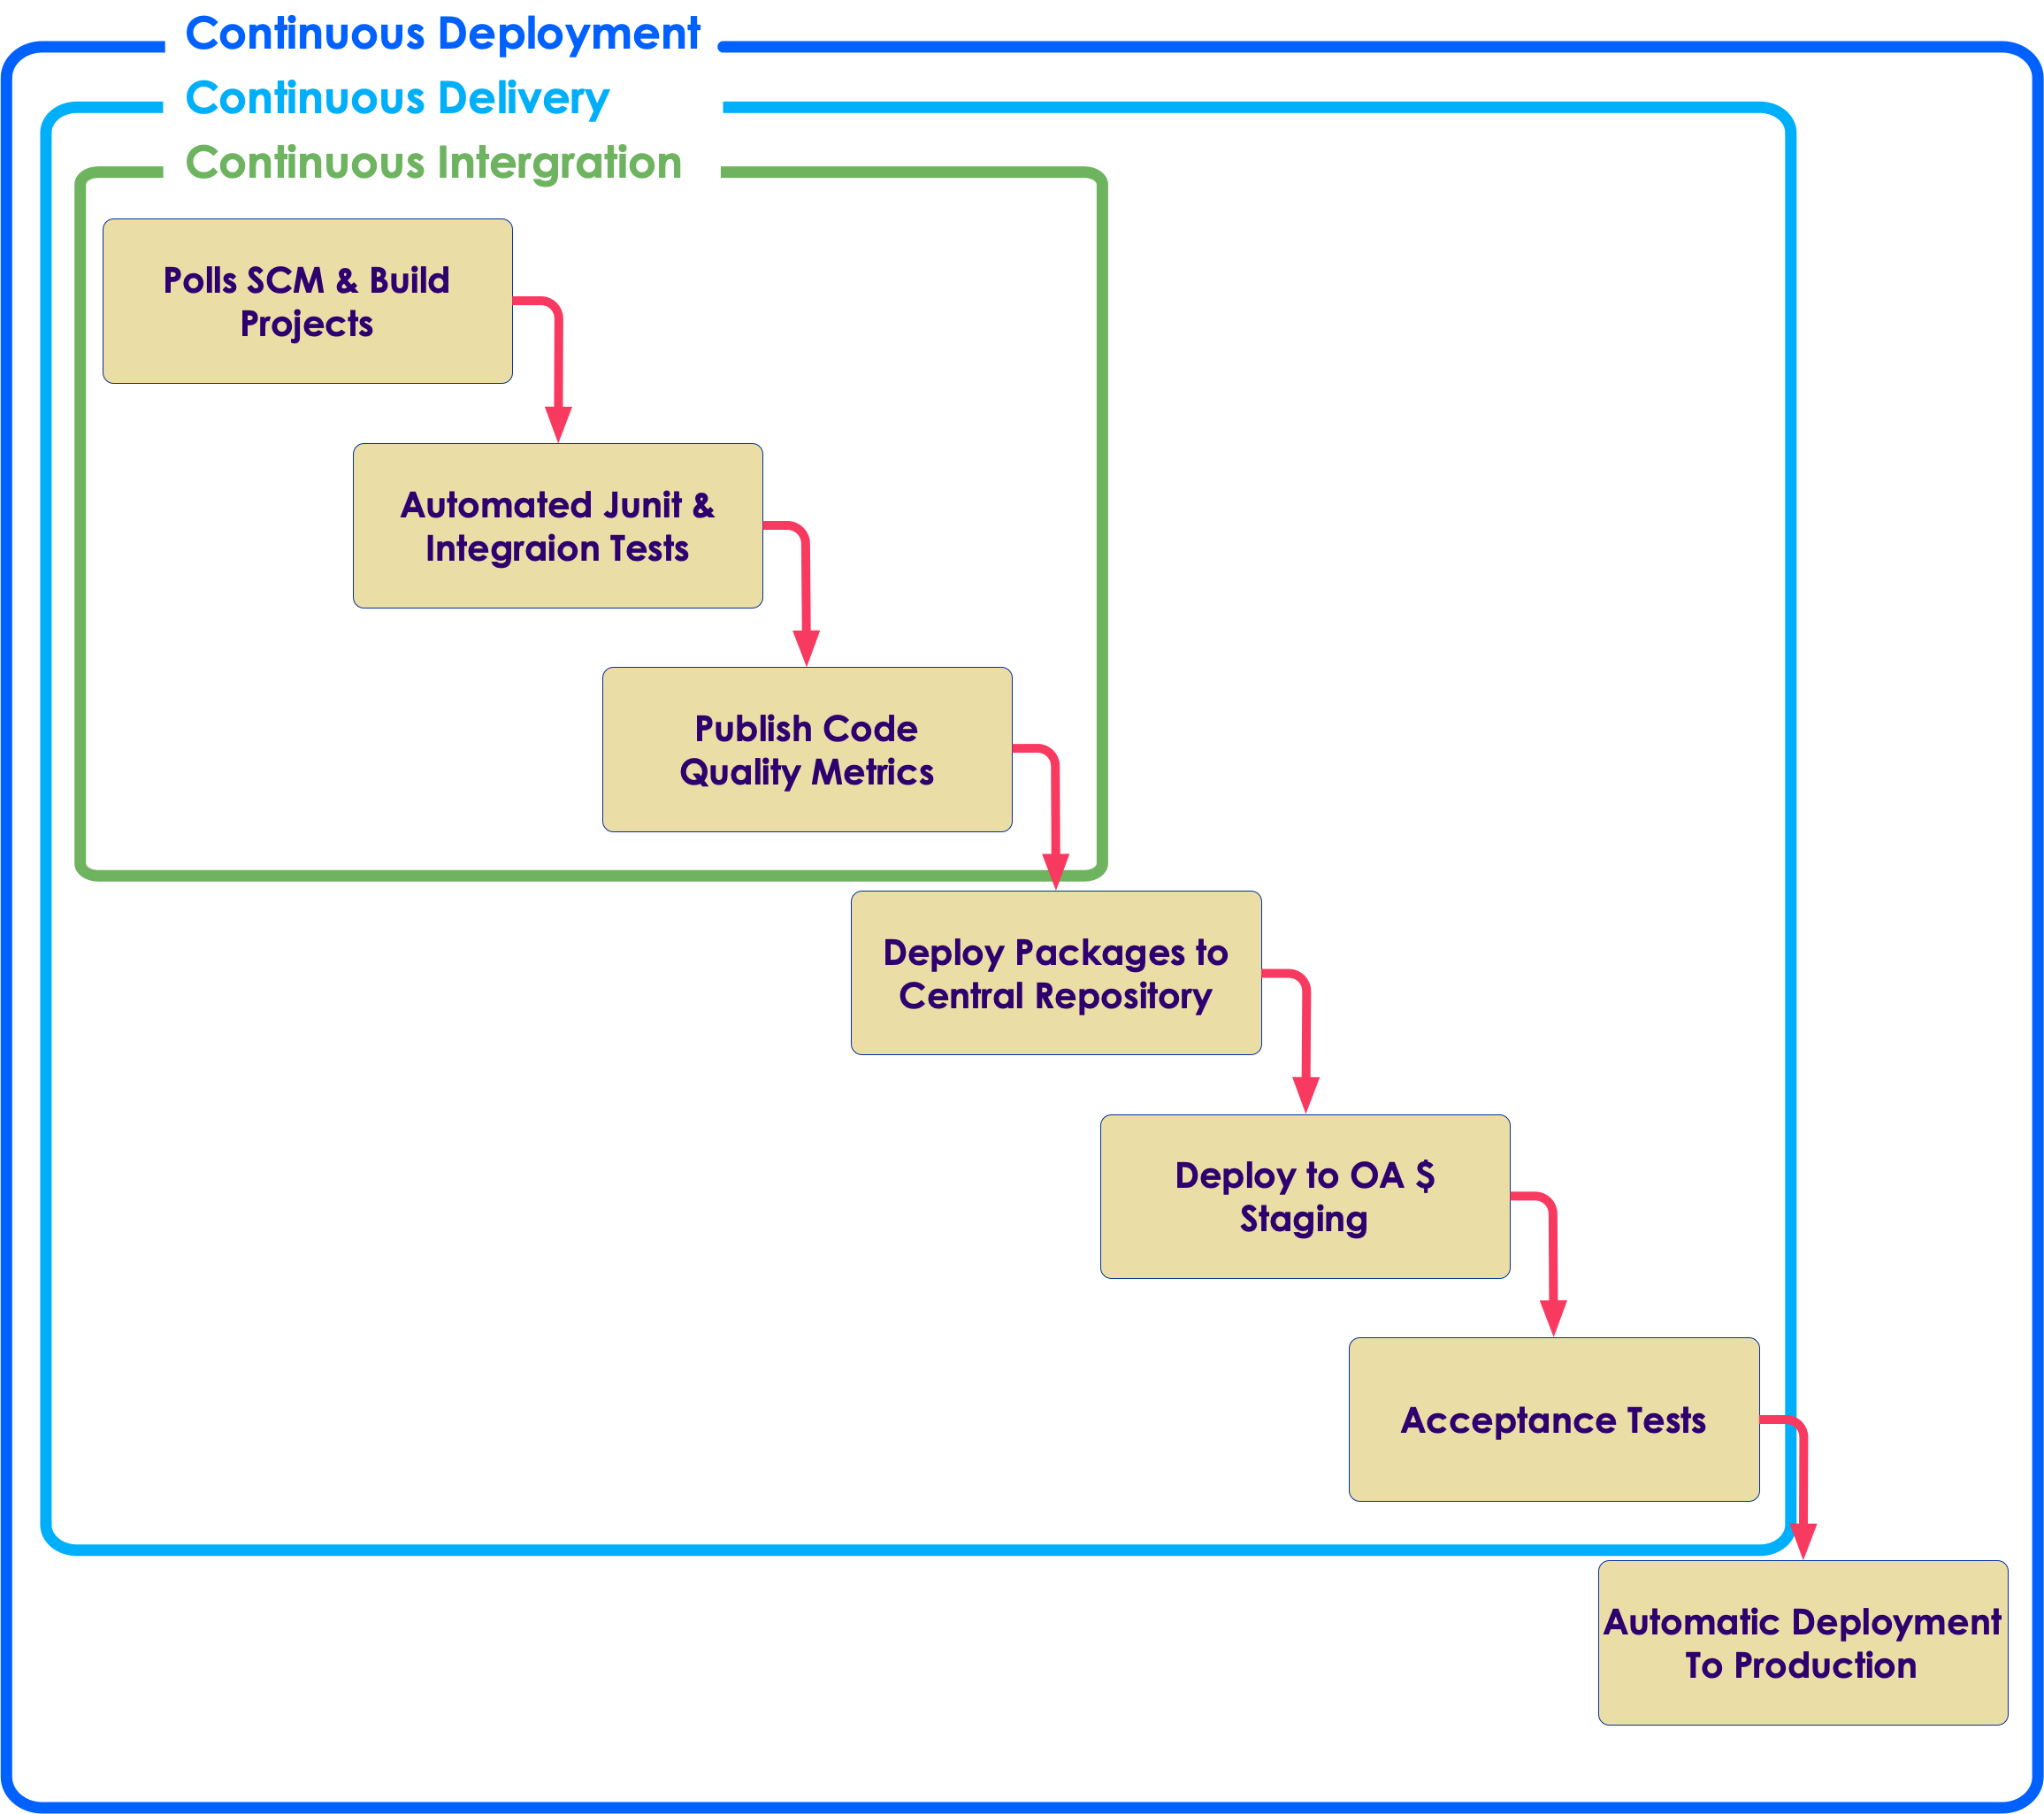 Continuous Deployment
Continuous Delivery
Continuous Intergration
Polls SCM & Build
Projects
Automated Junit &
Integraion Tests
Publish Code
Quality Metrics
Deploy Packages to
Central Repository
Deploy to OA $
Staging
Acceptance Tests
Automatic Deployment
To Production